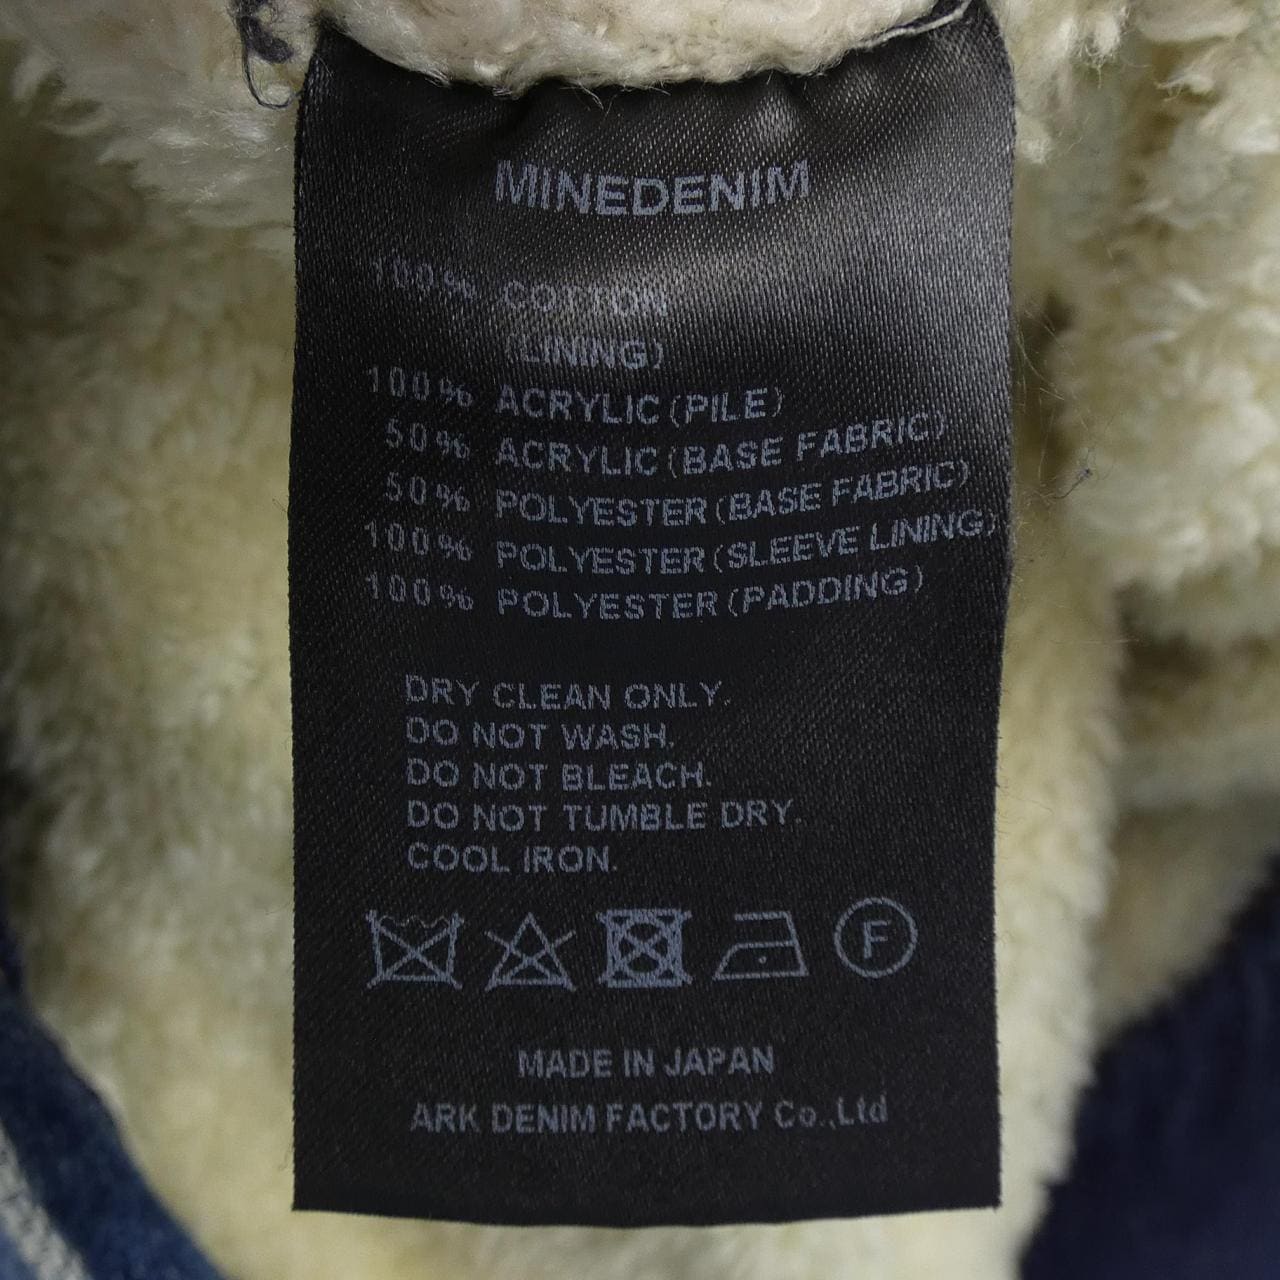 MINEDENIM
100% COTTON
(LINING)
100% ACRYLIC(PILE)
50% ACRYLIC(BASE FABRIC)
50% POLYESTER(BASE FABRIC)
100% POLYESTER(SLEEVE LINING)
100% POLYESTER(PADDING)
DRY CLEAN ONLY.
DO NOT WASH.
DO NOT BLEACH.
DO NOT TUMBLE DRY.
COOL IRON.
F
MADE IN JAPAN
ARK DENIM FACTORY Co.,Ltd